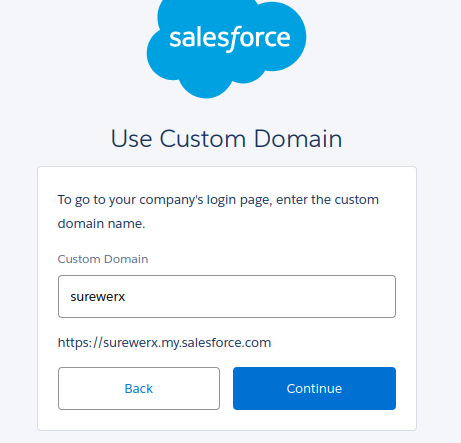 salesforce
Use Custom Domain
To go to your company's login page, enter the custom
domain name.
Custom Domain
surewerx
https://surewerx.my.salesforce.com
Back
Continue